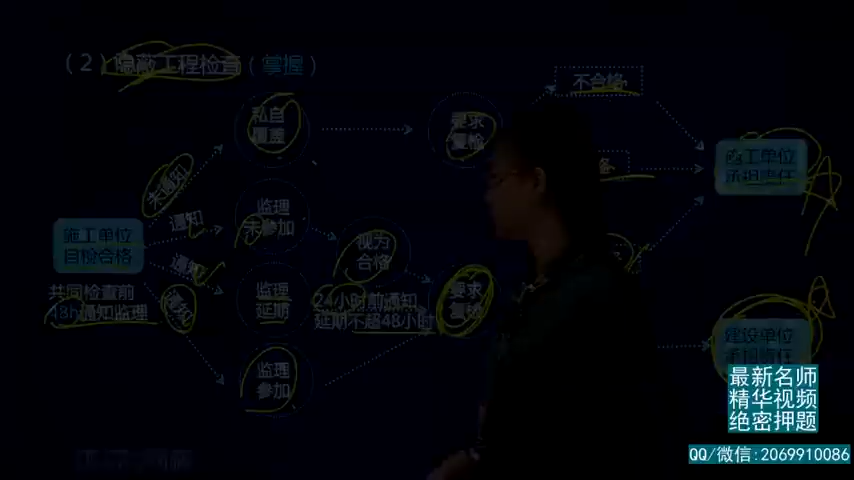 （2）隐蔽工程检查（掌握）
不合格
私自
覆盖
要求
复检
施工单位
承担责任
未通知
监理
未参加
通知
施工单位
自检合格
视为
合格
通知
共同检查前
48h通知监理
通知
监理
延期
24小时前通知
延期不超48小时
要求
复检
建设单位
承担责任
监理
参加
最新名师
精华视频
绝密押题
QQ/微信:2069910086